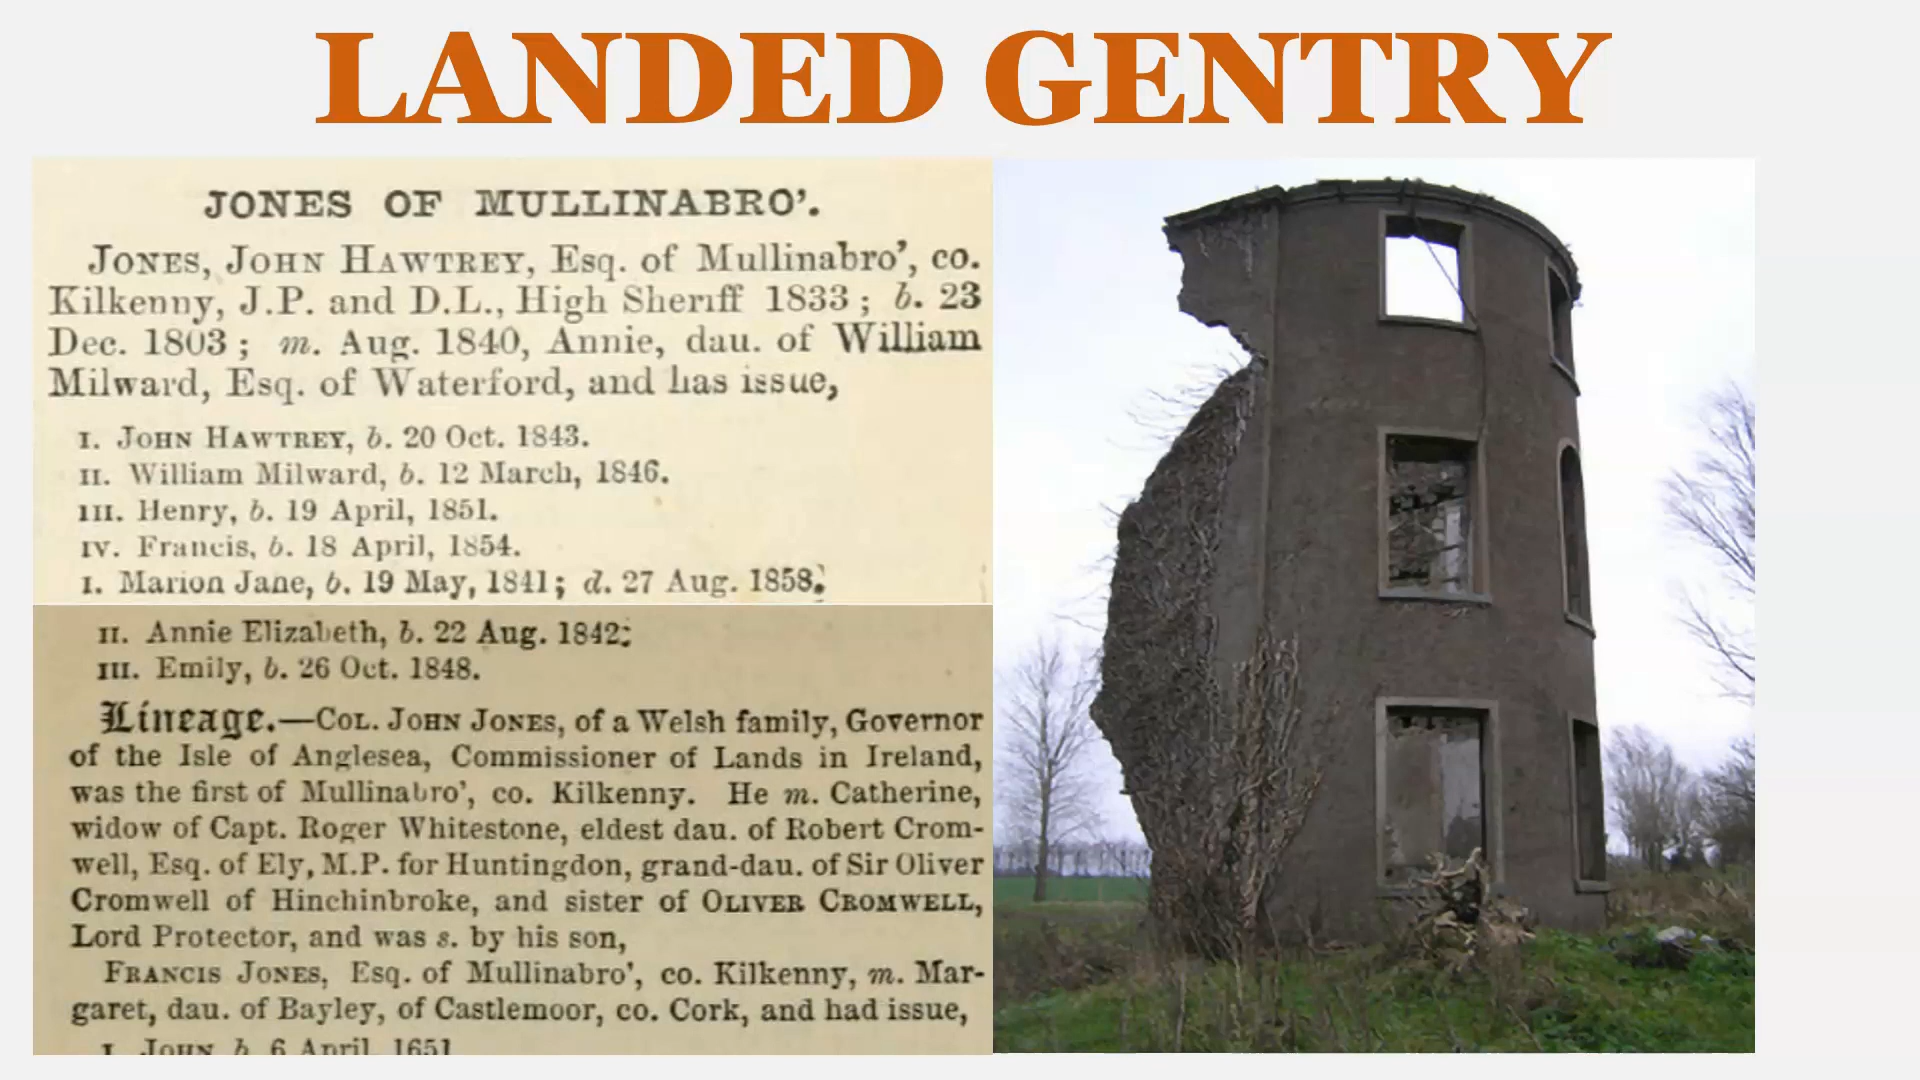 LANDED GENTRY
JONES OF MULLINABRO'.
JONES, JOHN HAWTREY, Esq. of Mullinabro', co.
Kilkenny, J.P. and D.L., High Sheriff 1833; b. 23
Dec. 1803; m. Aug. 1840, Annie, dau. of William
Milward, Esq. of Waterford, and has issue,
I. JOHN HAWTREY, b. 20 Oct. 1843.
II. William Milward, b. 12 March, 1846.
III. Henry, b. 19 April, 1851.
IV. Francis, b. 18 April, 1854.
I. Marion Jane, b. 19 May, 1841; d. 27 Aug. 1858.
II. Annie Elizabeth, b. 22 Aug. 1842;
III. Emily, b. 26 Oct. 1848.
Lineage.—COL. JOHN JONES, of a Welsh family, Governor
of the Isle of Anglesea, Commissioner of Lands in Ireland,
was the first of Mullinabro', co. Kilkenny. He m. Catherine,
widow of Capt. Roger Whitestone, eldest dau. of Robert Crom-
well, Esq. of Ely, M.P. for Huntingdon, grand-dau. of Sir Oliver
Cromwell of Hinchinbroke, and sister of OLIVER CROMWELL,
Lord Protector, and was s. by his son,
FRANCIS JONES, Esq. of Mullinabro', co. Kilkenny, m. Mar-
garet, dau. of Bayley, of Castlemoor, co. Cork, and had issue,
I. JOHN b. 6 April, 1651